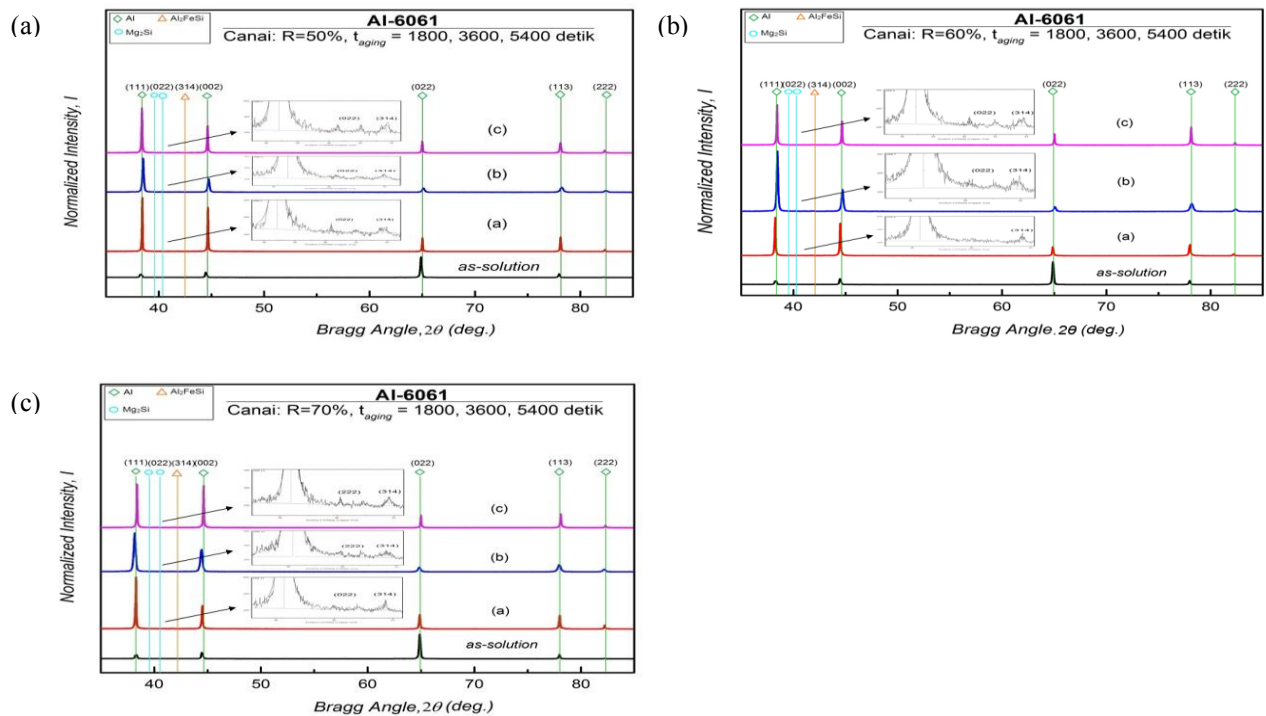 (a)
Al
Al₂FeSi
Mg₂Si
Al-6061
Canai: R=50%, t_aging = 1800, 3600, 5400 detik
Normalized Intensity, I
(111)(022)(314)(002)
(022)
(113)
(222)
(022)
(314)
(c)
(022)
(314)
(b)
(022)
(314)
(a)
as-solution
40 50 60 70 80
Bragg Angle,2θ (deg.)
(b)
Al
Al₂FeSi
Mg₂Si
Al-6061
Canai: R=60%, t_aging = 1800, 3600, 5400 detik
Normalized Intensity, I
(111)(022)(314)(002)
(022)
(113)
(222)
(022)
(314)
(c)
(022)
(314)
(b)
(314)
(a)
as-solution
40 50 60 70 80
Bragg Angle.2θ (deg.)
(c)
Al
Al₂FeSi
Mg₂Si
Al-6061
Canai: R=70%, t_aging = 1800, 3600, 5400 detik
Normalized Intensity, I
(111)(022)(314)(002)
(022)
(113)
(222)
(222)
(314)
(c)
(222)
(314)
(b)
(022)
(314)
(a)
as-solution
40 50 60 70 80
Bragg Angle,2θ (deg.)